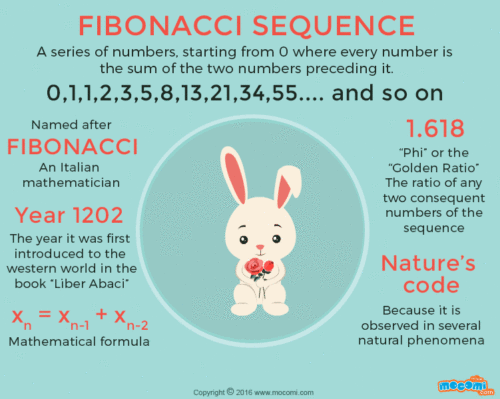 FIBONACCI SEQUENCE
A series of numbers, starting from 0 where every number is
the sum of the two numbers preceding it.
0,1,1,2,3,5,8,13,21,34,55.... and so on
Named after
FIBONACCI
An Italian
mathematician
Year 1202
The year it was first
introduced to the
western world in the
book “Liber Abaci”
xₙ = xₙ₋₁ + xₙ₋₂
Mathematical formula
1.618
“Phi” or the
“Golden Ratio”
The ratio of any
two consequent
numbers of the
sequence
Nature’s
code
Because it is
observed in several
natural phenomena
mocomi
.com
Copyright © 2016 www.mocomi.com